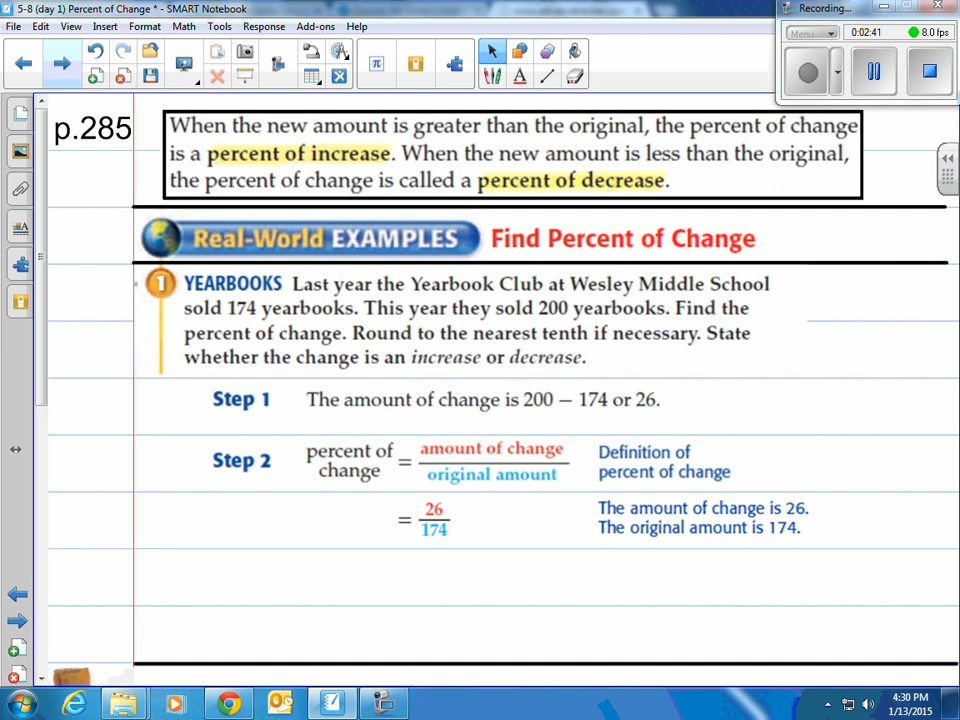 5-8 (day 1) Percent of Change * - SMART Notebook
Recording...
File Edit View Insert Format Math Tools Response Add-ons Help
Menu
0:02:41
8.0 fps
p.285
When the new amount is greater than the original, the percent of change
is a percent of increase. When the new amount is less than the original,
the percent of change is called a percent of decrease.
Real-World EXAMPLES Find Percent of Change
1 YEARBOOKS Last year the Yearbook Club at Wesley Middle School
sold 174 yearbooks. This year they sold 200 yearbooks. Find the
percent of change. Round to the nearest tenth if necessary. State
whether the change is an increase or decrease.
Step 1 The amount of change is 200 − 174 or 26.
Step 2 percent of change = amount of change / original amount
Definition of
percent of change
= 26 / 174
The amount of change is 26.
The original amount is 174.
4:30 PM
1/13/2015